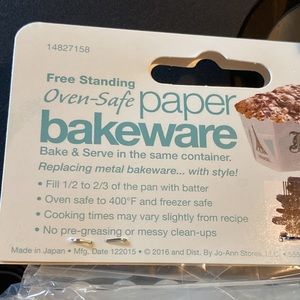 14827158
Free Standing
Oven-Safe paper
bakeware
Bake & Serve in the same container.
Replacing metal bakeware... with style!
• Fill 1/2 to 2/3 of the pan with batter
• Oven safe to 400°F and freezer safe
• Cooking times may vary slightly from recipe
• No pre-greasing or messy clean-ups
Made in Japan • Mfg. Date 122015 • © 2016 and Dist. By Jo-Ann Stores, LLC. • 555